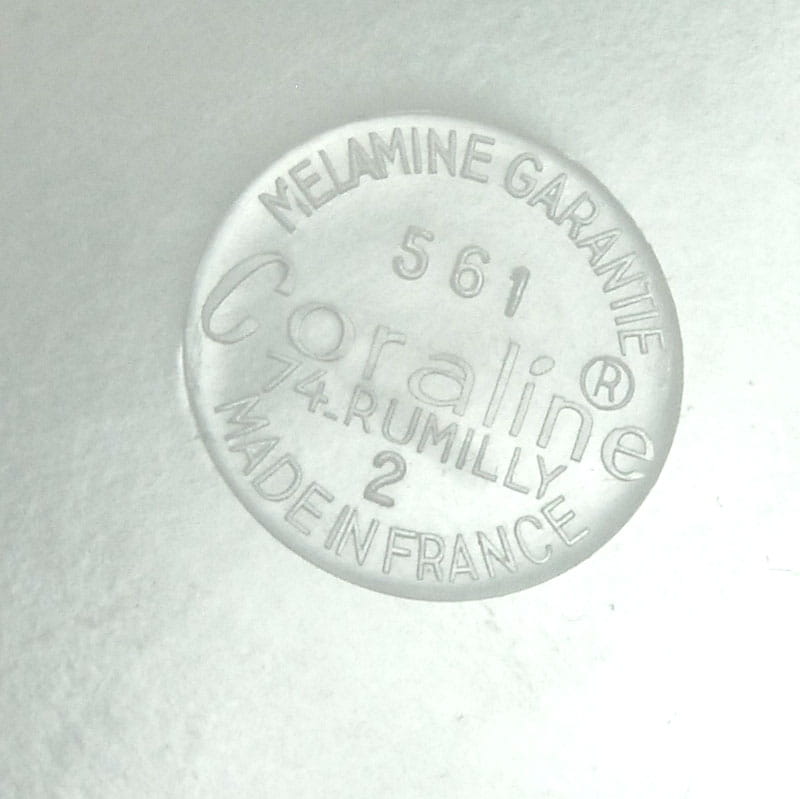 MELAMINE GARANTIE
561
Coraline ®
74-RUMILLY
2
MADE IN FRANCE